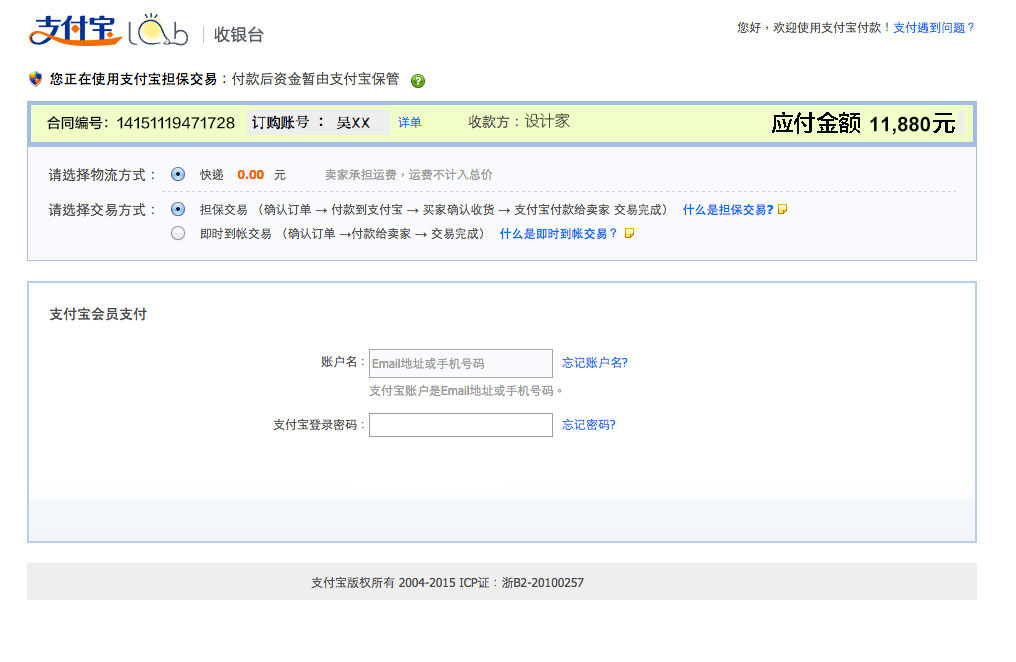 支付宝 lab 收银台
您好，欢迎使用支付宝付款！支付遇到问题？
您正在使用支付宝担保交易：付款后资金暂由支付宝保管
合同编号：14151119471728 订购账号 ： 吴XX 详单 收款方：设计家 应付金额 11,880元
请选择物流方式： 快递 0.00 元 卖家承担运费，运费不计入总价
请选择交易方式： 担保交易 （确认订单 → 付款到支付宝 → 买家确认收货 → 支付宝付款给卖家 交易完成） 什么是担保交易?
即时到帐交易 （确认订单 →付款给卖家 → 交易完成） 什么是即时到帐交易？
支付宝会员支付
账户名： Email地址或手机号码 忘记账户名?
支付宝账户是Email地址或手机号码。
支付宝登录密码： 忘记密码?
支付宝版权所有 2004-2015 ICP证：浙B2-20100257